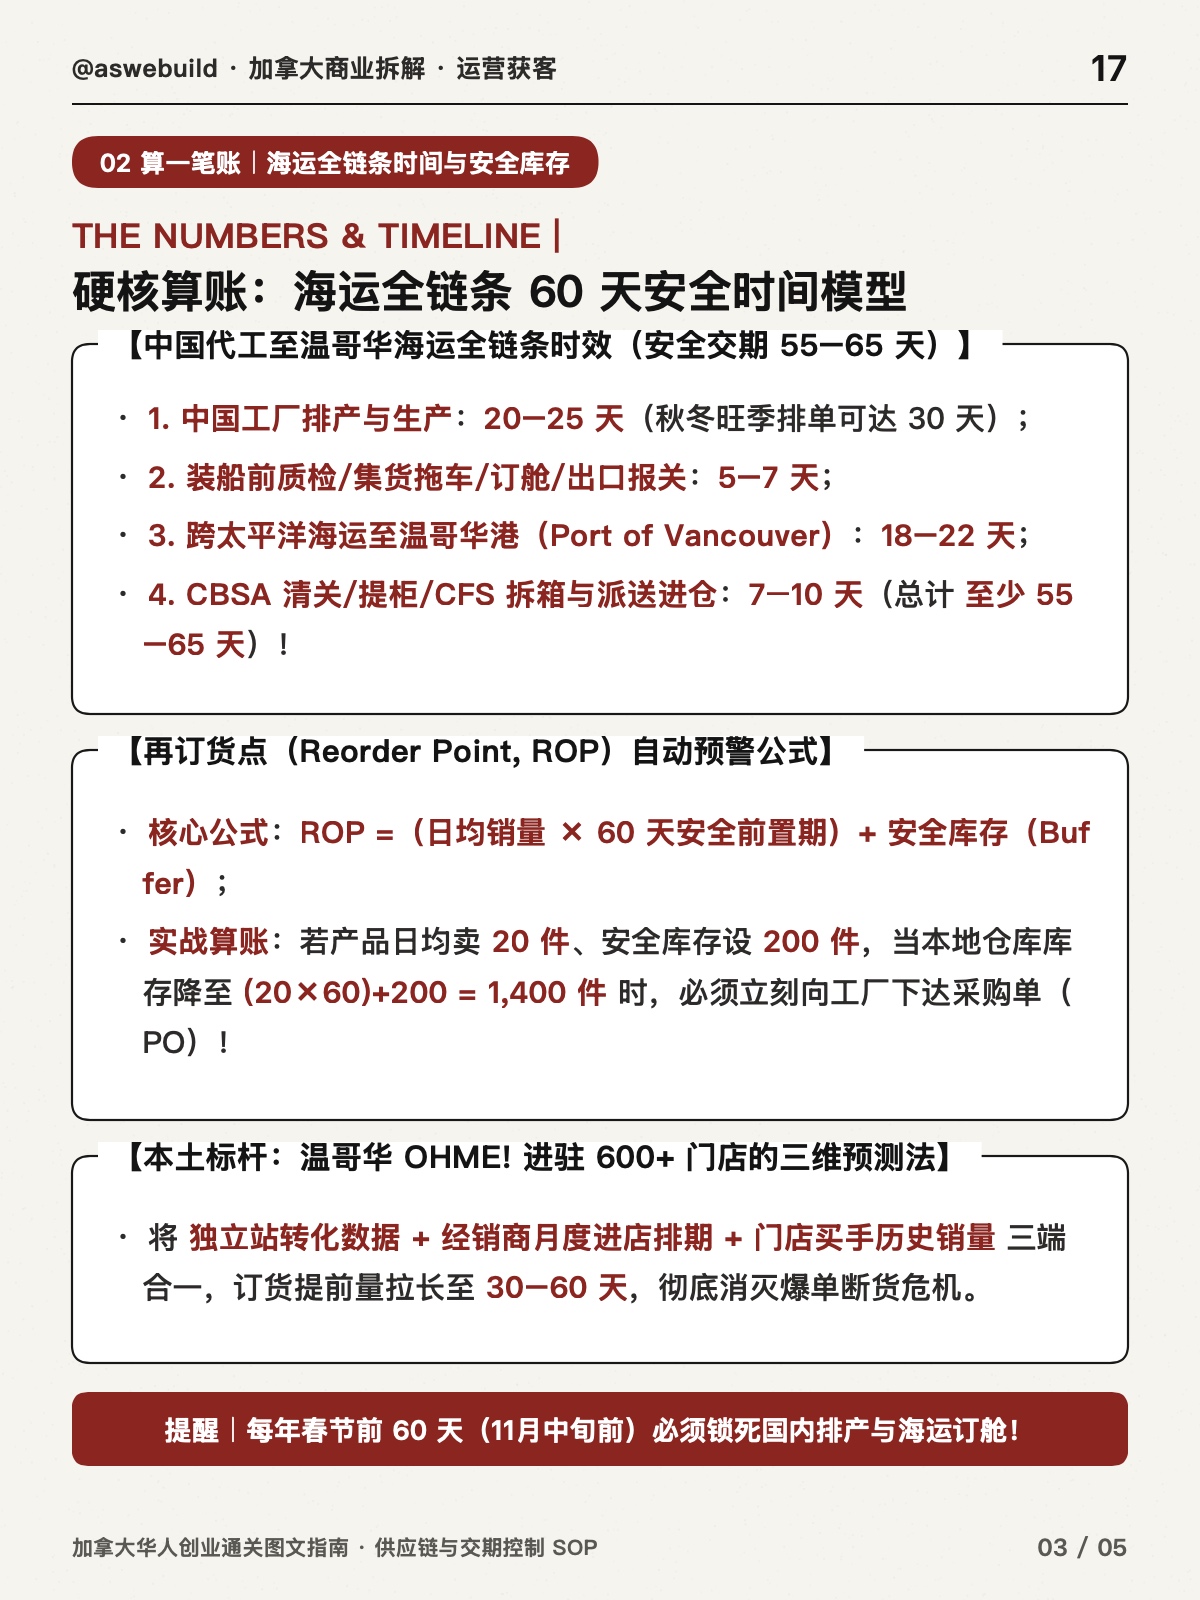 @aswebuild · 加拿大商业拆解 · 运营获客
17
02 算一笔账｜海运全链条时间与安全库存
THE NUMBERS & TIMELINE |
硬核算账：海运全链条 60 天安全时间模型
【中国代工至温哥华海运全链条时效（安全交期 55—65 天）】
· 1. 中国工厂排产与生产：20—25 天（秋冬旺季排单可达 30 天）；
· 2. 装船前质检/集货拖车/订舱/出口报关：5—7 天；
· 3. 跨太平洋海运至温哥华港（Port of Vancouver）：18—22 天；
· 4. CBSA 清关/提柜/CFS 拆箱与派送进仓：7—10 天（总计 至少 55
—65 天）！
【再订货点（Reorder Point, ROP）自动预警公式】
· 核心公式：ROP =（日均销量 × 60 天安全前置期）+ 安全库存（Buf
fer）；
· 实战算账：若产品日均卖 20 件、安全库存设 200 件，当本地仓库库
存降至 (20×60)+200 = 1,400 件 时，必须立刻向工厂下达采购单（
PO）！
【本土标杆：温哥华 OHME! 进驻 600+ 门店的三维预测法】
· 将 独立站转化数据 + 经销商月度进店排期 + 门店买手历史销量 三端
合一，订货提前量拉长至 30—60 天，彻底消灭爆单断货危机。
提醒｜每年春节前 60 天（11月中旬前）必须锁死国内排产与海运订舱！
加拿大华人创业通关图文指南 · 供应链与交期控制 SOP
03 / 05